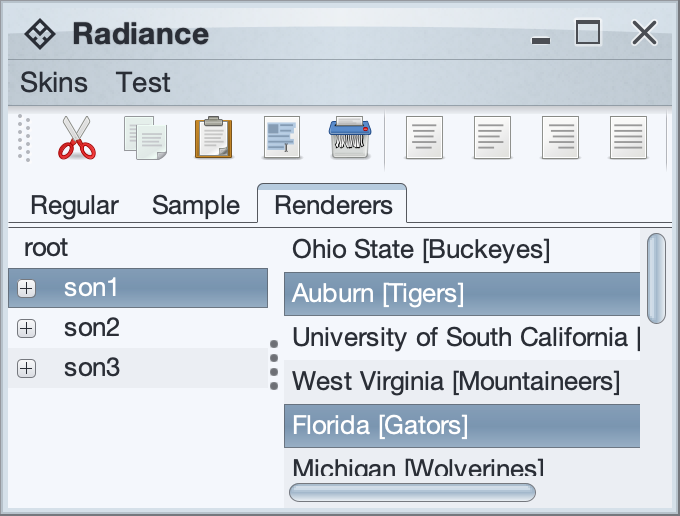 Radiance
Skins Test
Regular Sample Renderers
root
son1
son2
son3
Ohio State [Buckeyes]
Auburn [Tigers]
University of South California [
West Virginia [Mountaineers]
Florida [Gators]
Michigan [Wolverines]